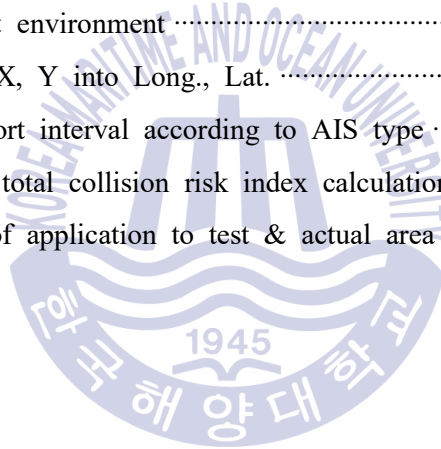 t environment ································
X, Y into Long., Lat. ······················
ort interval according to AIS type ·
total collision risk index calculation
of application to test & actual area
KOREA MARITIME AND OCEAN UNIVERSITY
1945
한국해양대학교